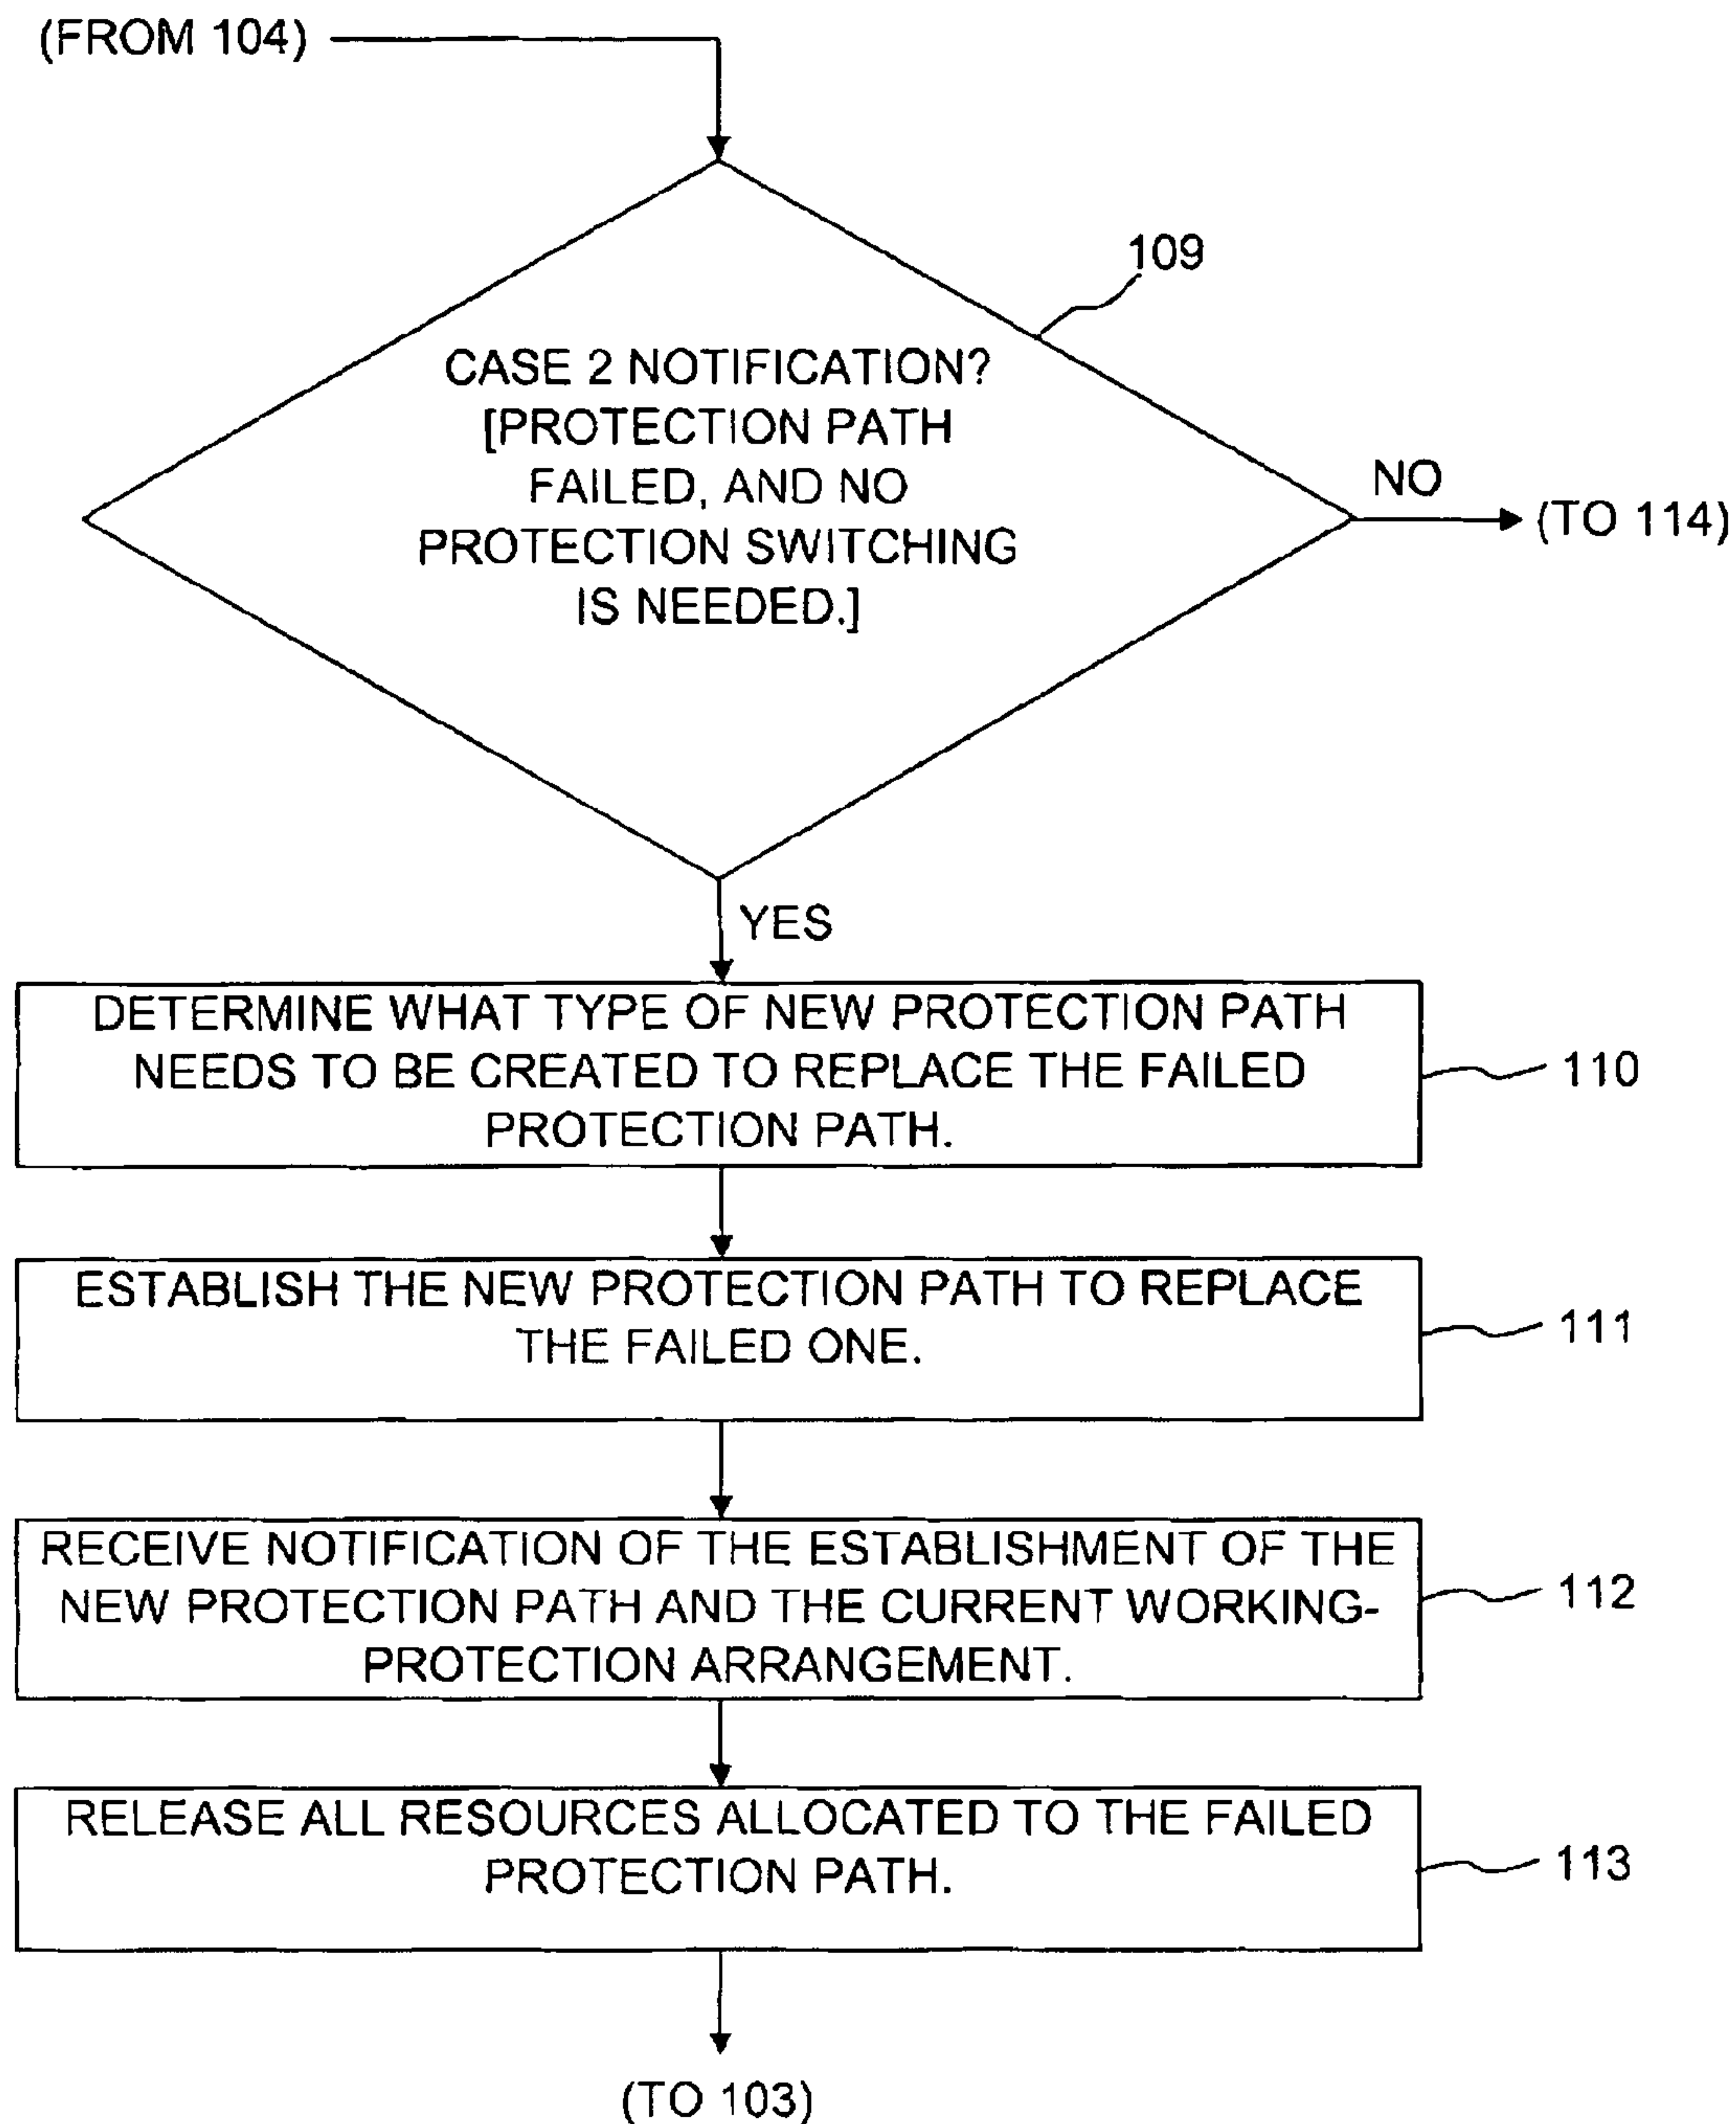 (FROM 104)
109
CASE 2 NOTIFICATION?
[PROTECTION PATH
FAILED, AND NO
PROTECTION SWITCHING
IS NEEDED.]
NO
(TO 114)
YES
DETERMINE WHAT TYPE OF NEW PROTECTION PATH
NEEDS TO BE CREATED TO REPLACE THE FAILED
PROTECTION PATH.
110
ESTABLISH THE NEW PROTECTION PATH TO REPLACE
THE FAILED ONE.
111
RECEIVE NOTIFICATION OF THE ESTABLISHMENT OF THE
NEW PROTECTION PATH AND THE CURRENT WORKING-
PROTECTION ARRANGEMENT.
112
RELEASE ALL RESOURCES ALLOCATED TO THE FAILED
PROTECTION PATH.
113
(TO 103)